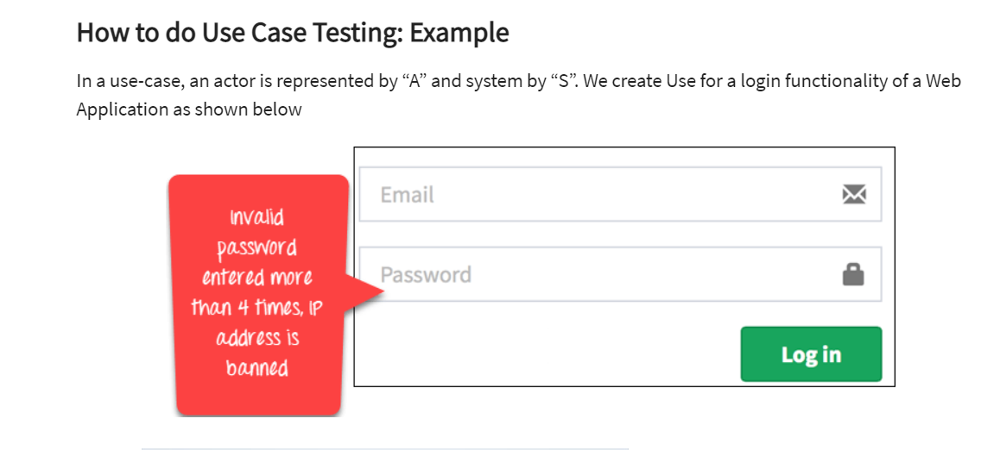 How to do Use Case Testing: Example
In a use-case, an actor is represented by “A” and system by “S”. We create Use for a login functionality of a Web
Application as shown below
Invalid
password
entered more
than 4 times, IP
address is
banned
Email
Password
Log in